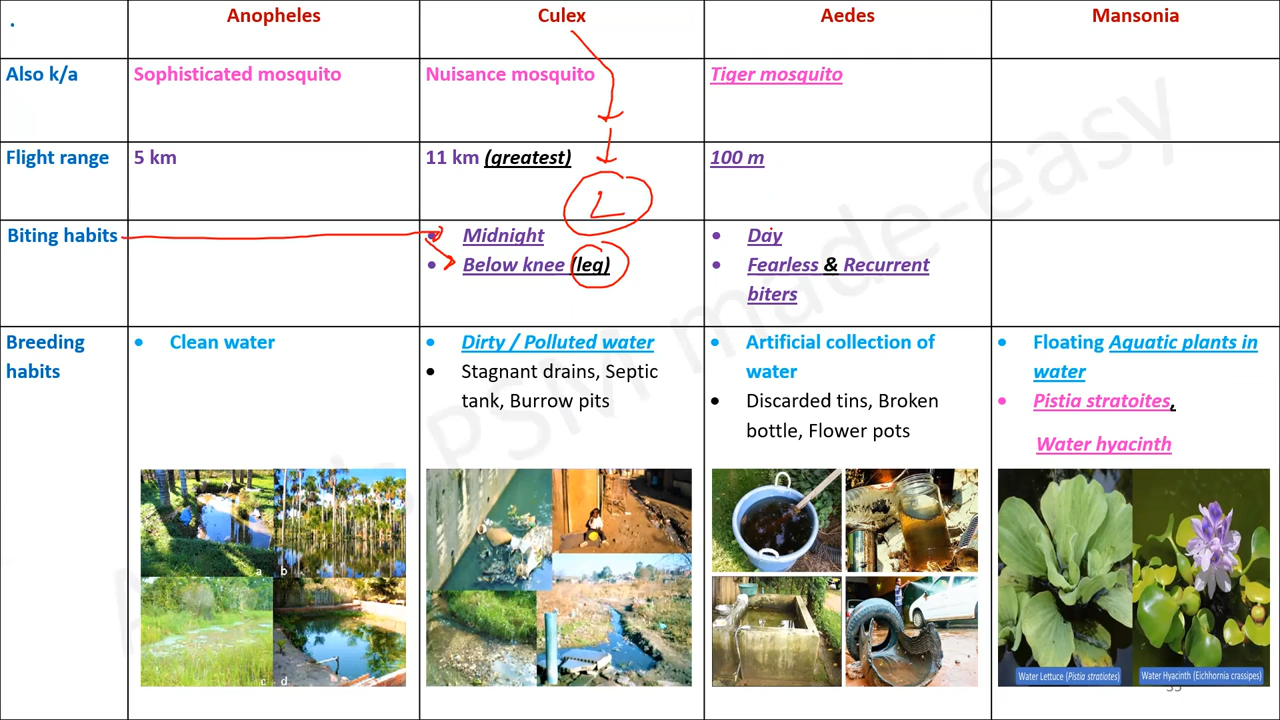 Anopheles
Culex
Aedes
Mansonia
Also k/a
Sophisticated mosquito
Nuisance mosquito
Tiger mosquito
Flight range
5 km
11 km (greatest)
100 m
L
Biting habits
• Midnight
• Below knee (leg)
• Day
• Fearless & Recurrent
biters
Breeding
habits
• Clean water
• Dirty / Polluted water
• Stagnant drains, Septic
tank, Burrow pits
• Artificial collection of
water
• Discarded tins, Broken
bottle, Flower pots
• Floating Aquatic plants in
water
• Pistia stratoites,
Water hyacinth
a
b
c
d
Water Lettuce (Pistia stratiotes)
Water Hyacinth (Eichhornia crassipes)
PSM made-easy